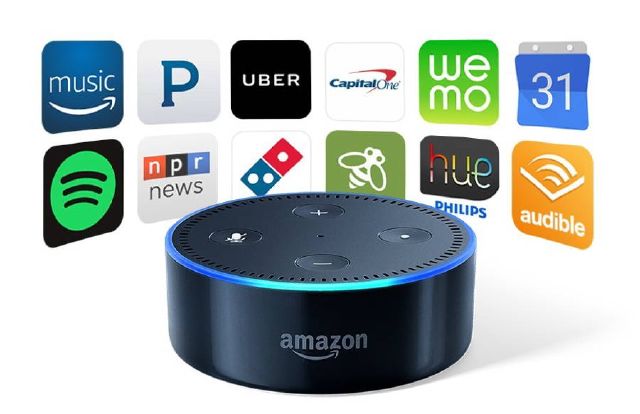 music
P
UBER
CapitalOne
we
mo
31
npr
news
hue
PHILIPS
audible
amazon